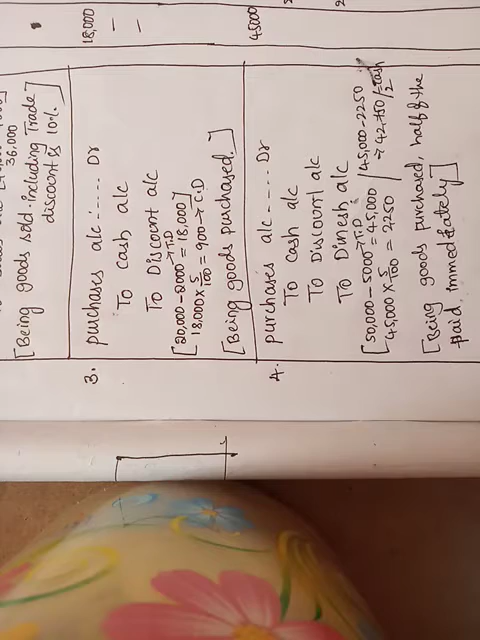 36,000
[Being goods sold including Trade
discount is 10%]
3. purchases a/c ...... Dr 18,000
To cash a/c —
To Discount a/c —
[20,000 - 2000 → T.D = 18,000]
18,000 × 5/100 = 900 → C.D
[Being goods purchased.]
4. purchases a/c ...... Dr 45000
To cash a/c
To Discount a/c
To Dinesh a/c
[50,000 - 5000 → T.D = 45,000 / 45,000 - 2250
45,000 × 5/100 = 2250 → 42,750/2 = cash
[Being goods purchased, half of the
paid immediately]